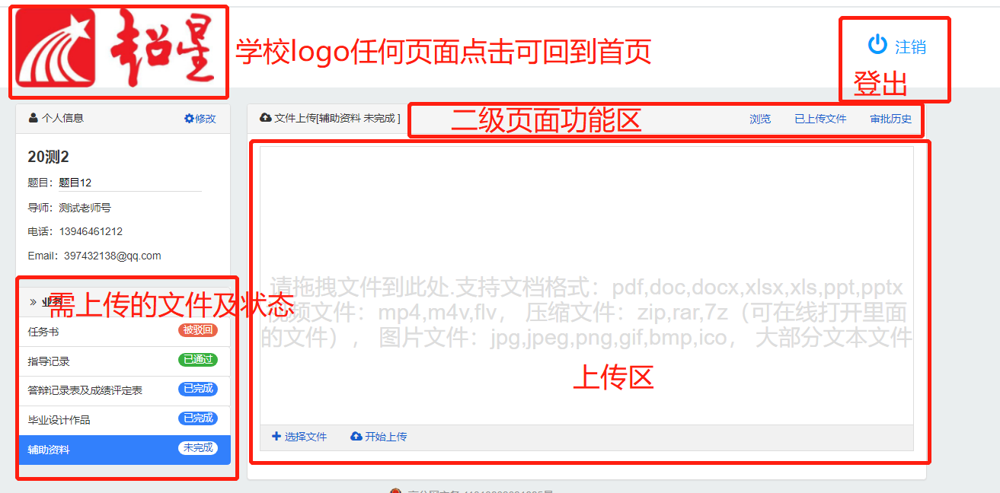 超星
学校logo任何页面点击可回到首页
注销
登出
个人信息
修改
20测2
题目：题目12
导师：测试老师号
电话：13946461212
Email：397432138@qq.com
» 业务
需上传的文件及状态
任务书 被驳回
指导记录 已通过
答辩记录表及成绩评定表 已完成
毕业设计作品 已完成
辅助资料 未完成
文件上传[辅助资料 未完成 ]
二级页面功能区
浏览 已上传文件 审批历史
请拖拽文件到此处.支持文档格式：pdf,doc,docx,xlsx,xls,ppt,pptx
视频文件：mp4,m4v,flv， 压缩文件：zip,rar,7z（可在线打开里面
的文件）， 图片文件：jpg,jpeg,png,gif,bmp,ico， 大部分文本文件
上传区
选择文件 开始上传